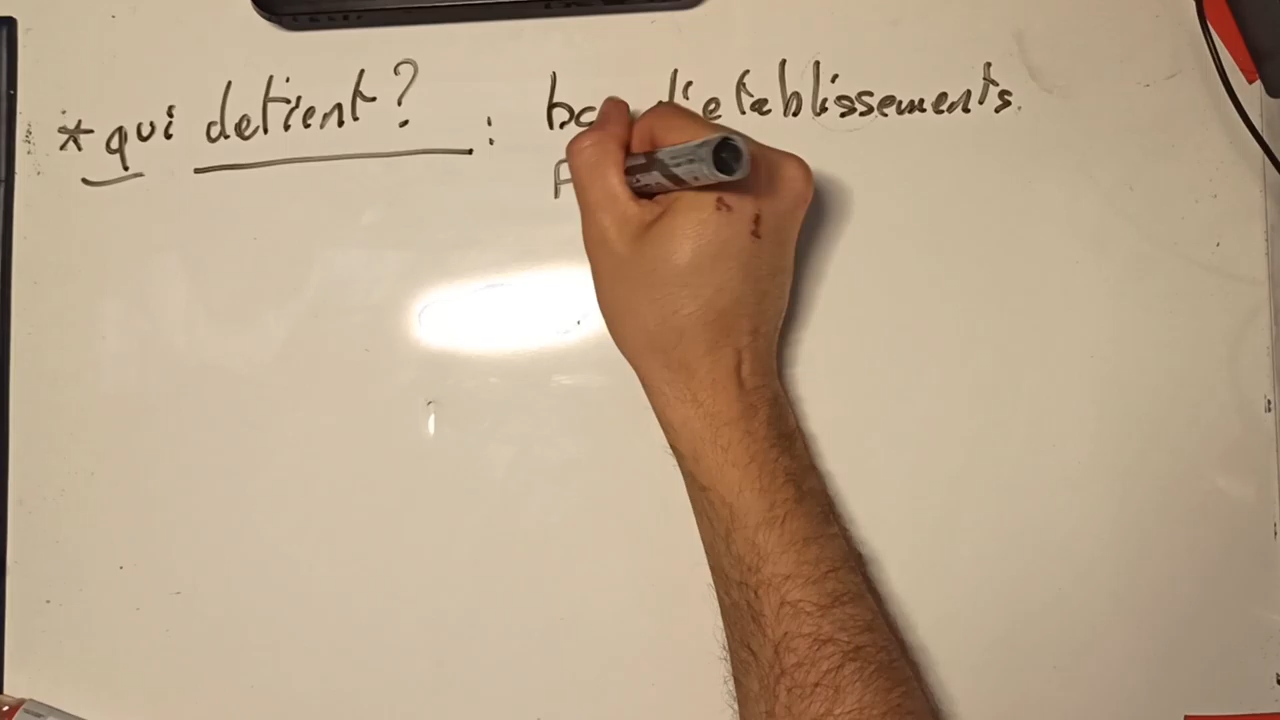 * qui detient ? : d'etablissements.